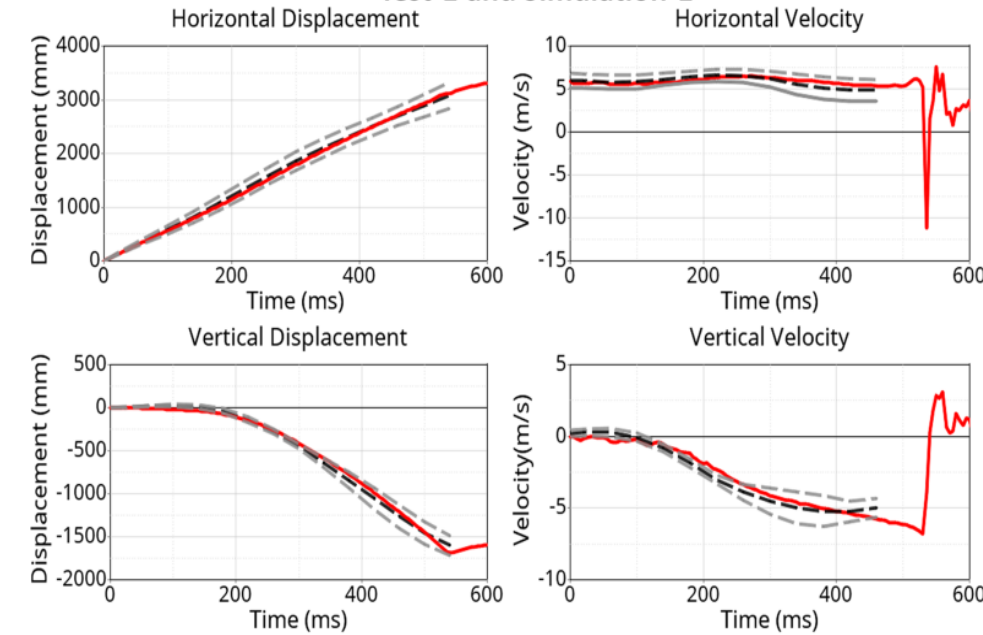 Horizontal Displacement
Displacement (mm)
4000
3000
2000
1000
0
0 200 400 600
Time (ms)
Horizontal Velocity
Velocity (m/s)
10
5
0
-5
-10
-15
0 200 400 600
Time (ms)
Vertical Displacement
Displacement (mm)
500
0
-500
-1000
-1500
-2000
0 200 400 600
Time (ms)
Vertical Velocity
Velocity(m/s)
5
0
-5
-10
0 200 400 600
Time (ms)